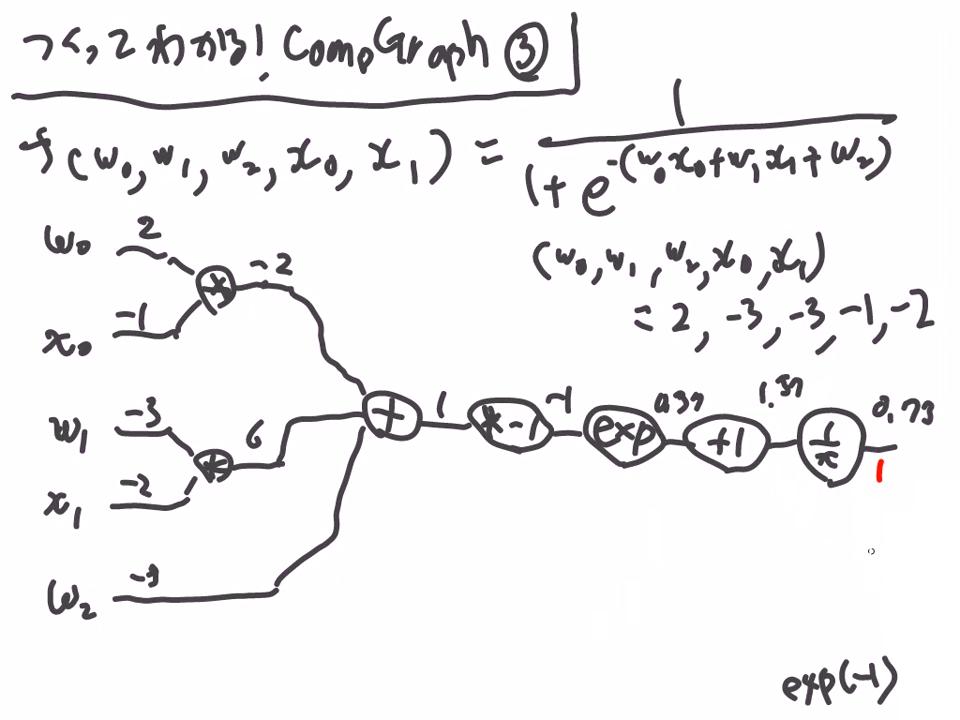 つくってわかる! CompGraph ③
f(w₀, w₁, w₂, x₀, x₁) = 1 / (1 + e^-(w₀x₀+w₁x₁+w₂))
(w₀, w₁, w₂, x₀, x₁)
= 2, -3, -3, -1, -2
w₀ 2
* -2
x₀ -1
w₁ -3
* 6
x₁ -2
w₂ -3
+ 1 *-1 -1 exp 0.37 +1 1.37 1/x 0.73
1
exp(-1)